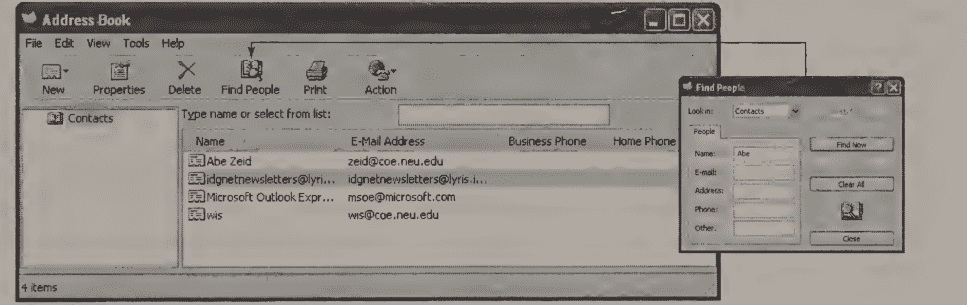 Address Book
File Edit View Tools Help
New Properties Delete Find People Print Action
Contacts
Type name or select from list:
Name E-Mail Address Business Phone Home Phone
Abe Zeid zeid@coe.neu.edu
idgnetnewsletters@lyri... idgnetnewsletters@lyris.i...
Microsoft Outlook Expr... msoe@microsoft.com
wis wis@coe.neu.edu
4 items
Find People
Look in: Contacts
People
Name: Abe
E-mail:
Address:
Phone:
Other:
Find Now
Clear All
Close